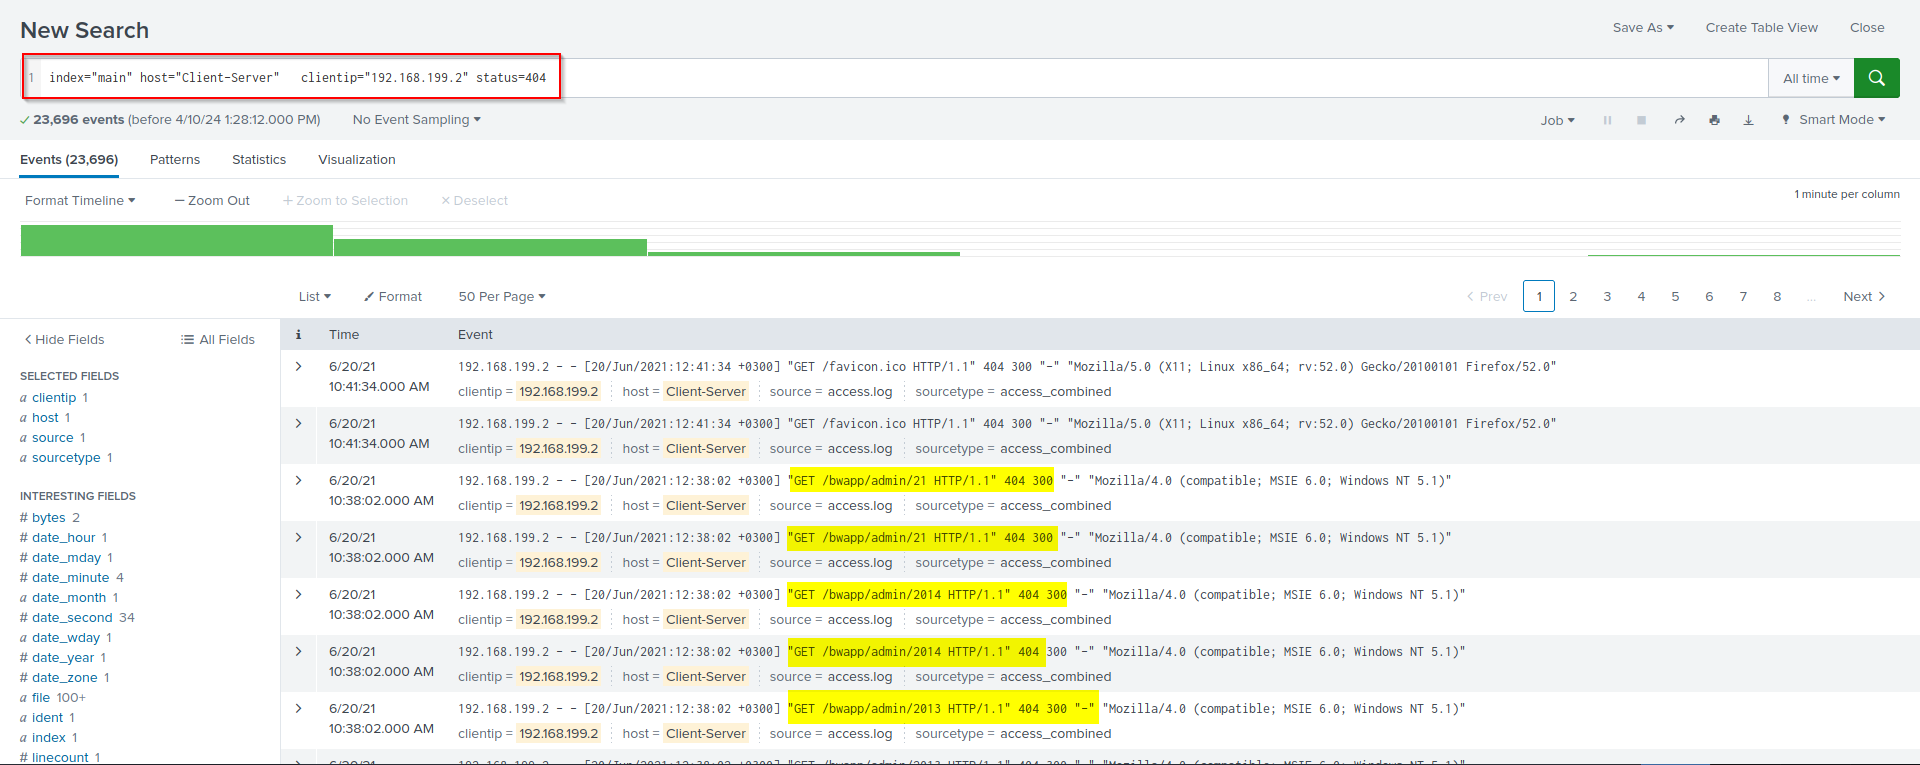 New Search
Save As
Create Table View
Close
1 index="main" host="Client-Server"   clientip="192.168.199.2" status=404
All time
23,696 events (before 4/10/24 1:28:12.000 PM)
No Event Sampling
Job
Smart Mode
Events (23,696)
Patterns
Statistics
Visualization
Format Timeline
— Zoom Out
+ Zoom to Selection
× Deselect
1 minute per column
List
Format
50 Per Page
< Prev
1
2
3
4
5
6
7
8
...
Next >
< Hide Fields
All Fields
SELECTED FIELDS
a clientip 1
a host 1
a source 1
a sourcetype 1
INTERESTING FIELDS
# bytes 2
# date_hour 1
# date_mday 1
# date_minute 4
a date_month 1
# date_second 34
a date_wday 1
# date_year 1
# date_zone 1
a file 100+
a ident 1
a index 1
# linecount 1
i
Time
Event
> 6/20/21
10:41:34.000 AM
192.168.199.2 - - [20/Jun/2021:12:41:34 +0300] "GET /favicon.ico HTTP/1.1" 404 300 "-" "Mozilla/5.0 (X11; Linux x86_64; rv:52.0) Gecko/20100101 Firefox/52.0"
clientip = 192.168.199.2 host = Client-Server source = access.log sourcetype = access_combined
> 6/20/21
10:41:34.000 AM
192.168.199.2 - - [20/Jun/2021:12:41:34 +0300] "GET /favicon.ico HTTP/1.1" 404 300 "-" "Mozilla/5.0 (X11; Linux x86_64; rv:52.0) Gecko/20100101 Firefox/52.0"
clientip = 192.168.199.2 host = Client-Server source = access.log sourcetype = access_combined
> 6/20/21
10:38:02.000 AM
192.168.199.2 - - [20/Jun/2021:12:38:02 +0300] "GET /bwapp/admin/21 HTTP/1.1" 404 300 "-" "Mozilla/4.0 (compatible; MSIE 6.0; Windows NT 5.1)"
clientip = 192.168.199.2 host = Client-Server source = access.log sourcetype = access_combined
> 6/20/21
10:38:02.000 AM
192.168.199.2 - - [20/Jun/2021:12:38:02 +0300] "GET /bwapp/admin/21 HTTP/1.1" 404 300 "-" "Mozilla/4.0 (compatible; MSIE 6.0; Windows NT 5.1)"
clientip = 192.168.199.2 host = Client-Server source = access.log sourcetype = access_combined
> 6/20/21
10:38:02.000 AM
192.168.199.2 - - [20/Jun/2021:12:38:02 +0300] "GET /bwapp/admin/2014 HTTP/1.1" 404 300 "-" "Mozilla/4.0 (compatible; MSIE 6.0; Windows NT 5.1)"
clientip = 192.168.199.2 host = Client-Server source = access.log sourcetype = access_combined
> 6/20/21
10:38:02.000 AM
192.168.199.2 - - [20/Jun/2021:12:38:02 +0300] "GET /bwapp/admin/2014 HTTP/1.1" 404 300 "-" "Mozilla/4.0 (compatible; MSIE 6.0; Windows NT 5.1)"
clientip = 192.168.199.2 host = Client-Server source = access.log sourcetype = access_combined
> 6/20/21
10:38:02.000 AM
192.168.199.2 - - [20/Jun/2021:12:38:02 +0300] "GET /bwapp/admin/2013 HTTP/1.1" 404 300 "-" "Mozilla/4.0 (compatible; MSIE 6.0; Windows NT 5.1)"
clientip = 192.168.199.2 host = Client-Server source = access.log sourcetype = access_combined